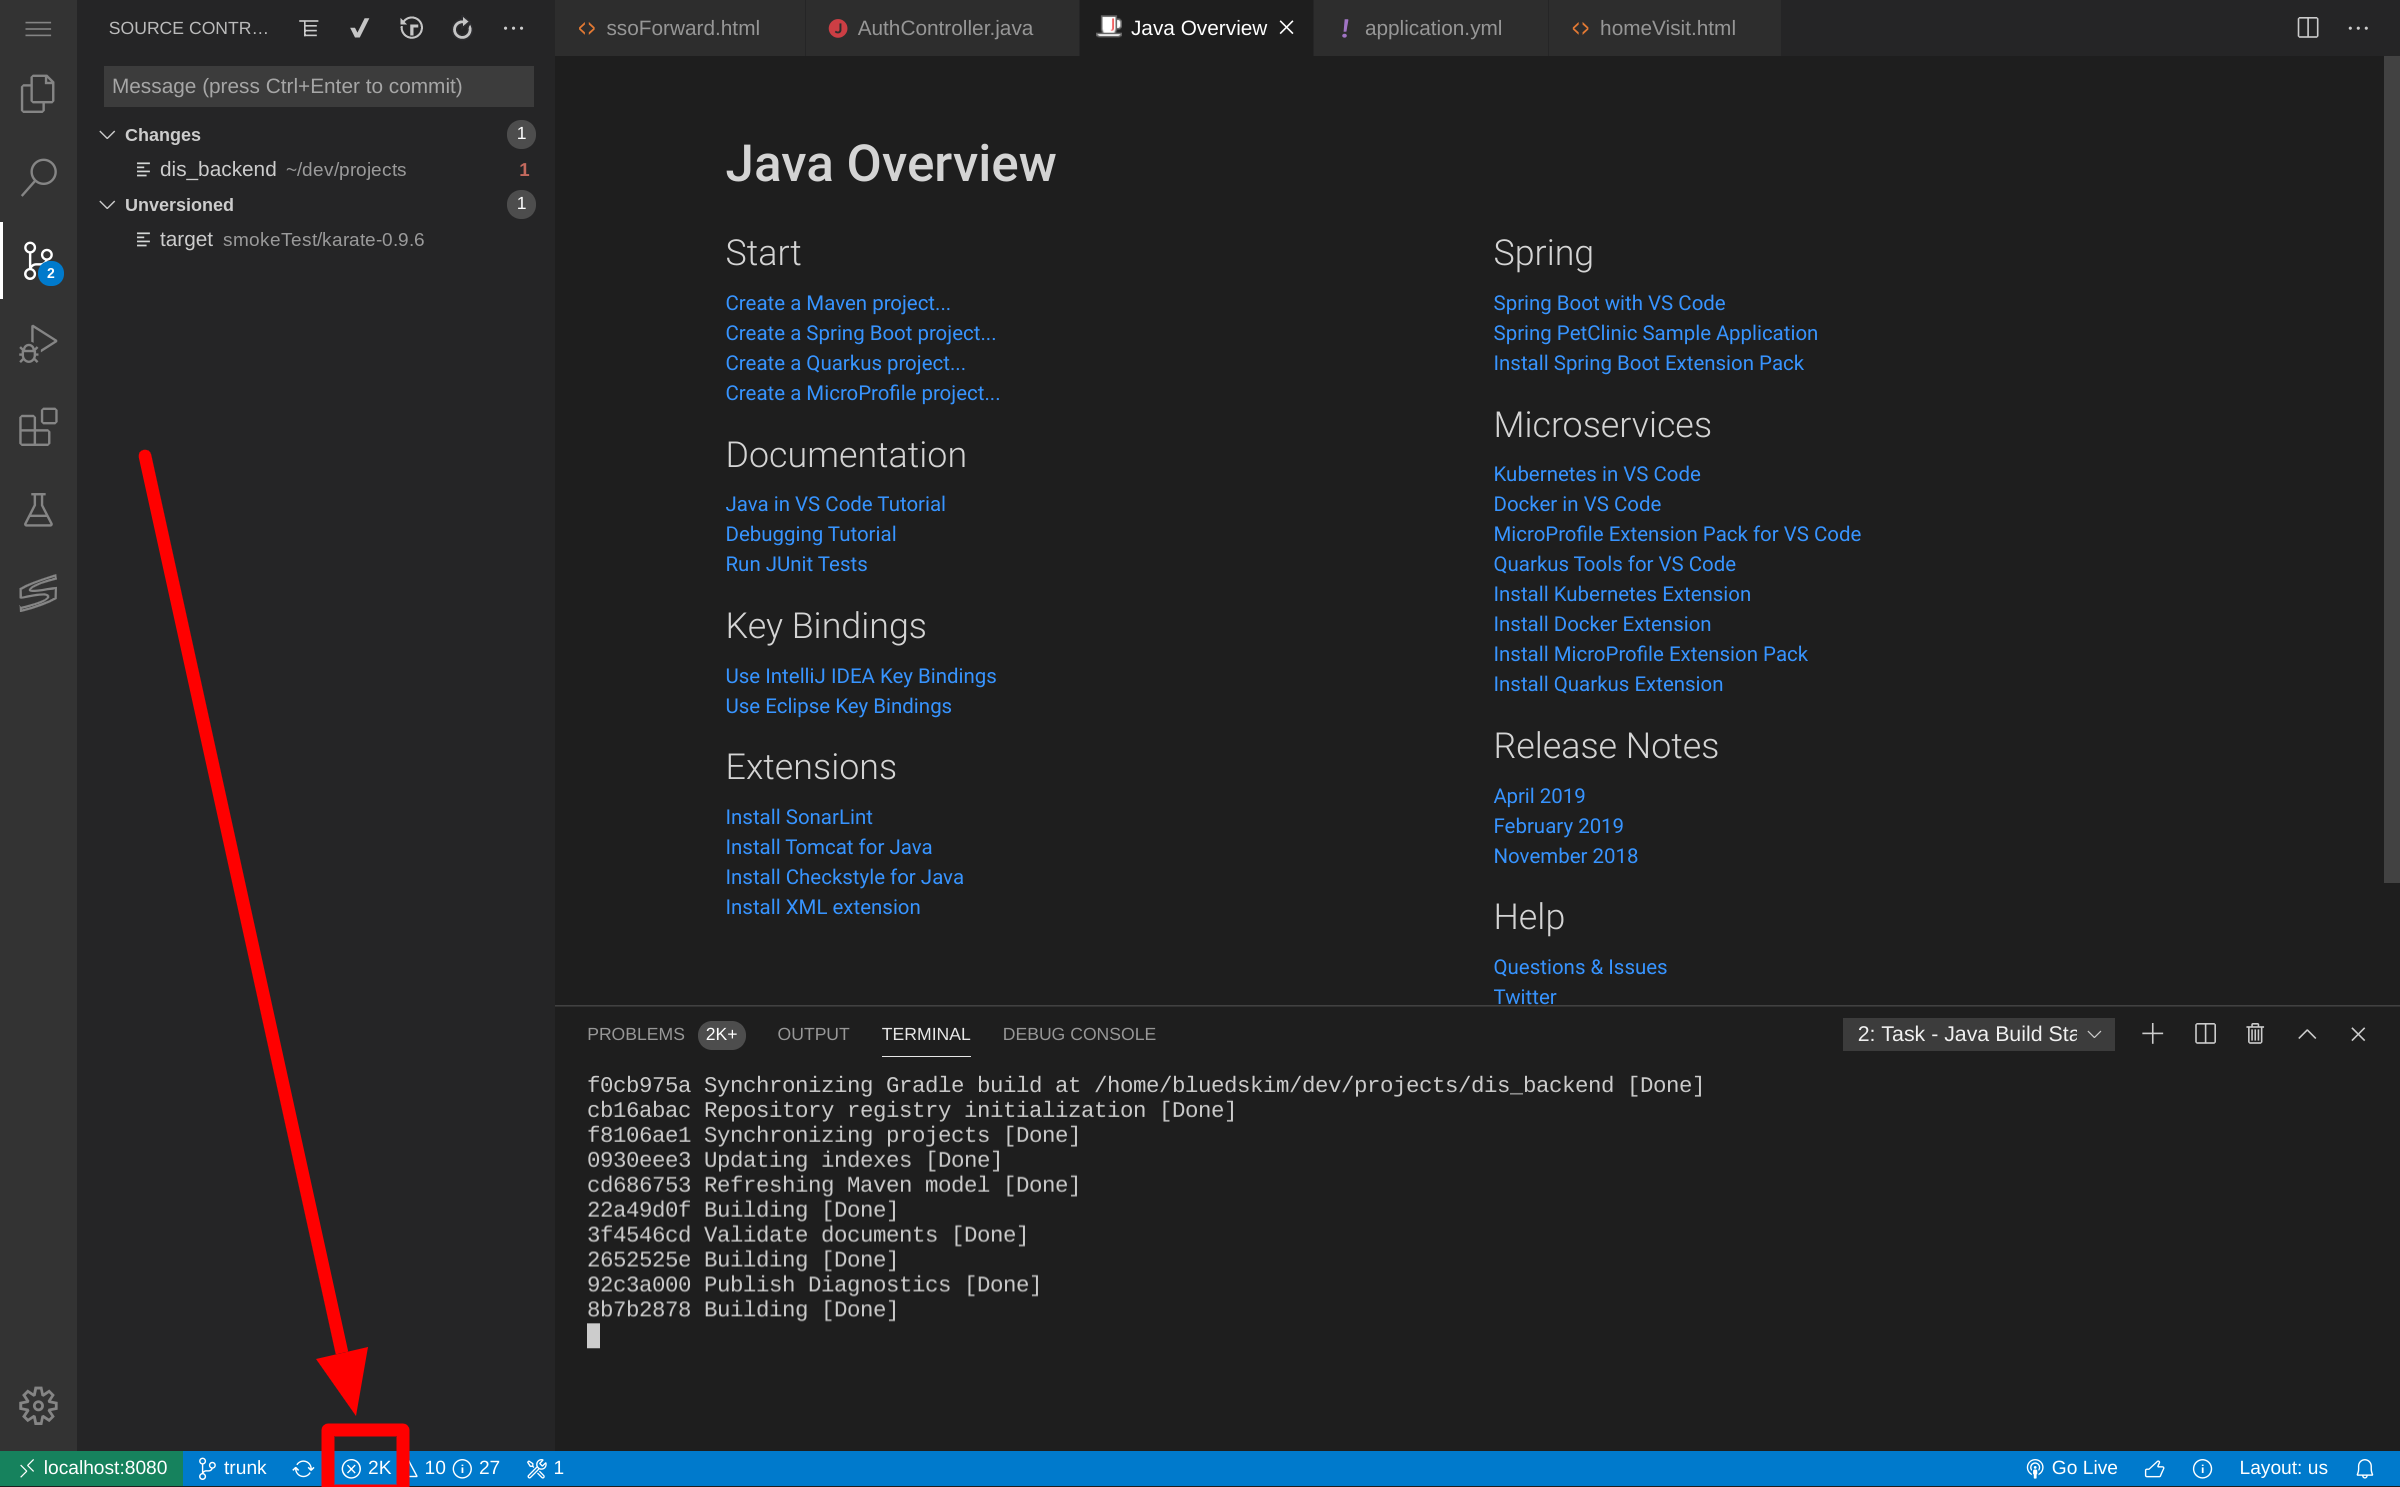 SOURCE CONTR...
Message (press Ctrl+Enter to commit)
Changes 1
dis_backend ~/dev/projects 1
Unversioned 1
target smokeTest/karate-0.9.6
2
ssoForward.html
AuthController.java
Java Overview
application.yml
homeVisit.html
Java Overview
Start
Create a Maven project...
Create a Spring Boot project...
Create a Quarkus project...
Create a MicroProfile project...
Documentation
Java in VS Code Tutorial
Debugging Tutorial
Run JUnit Tests
Key Bindings
Use IntelliJ IDEA Key Bindings
Use Eclipse Key Bindings
Extensions
Install SonarLint
Install Tomcat for Java
Install Checkstyle for Java
Install XML extension
Spring
Spring Boot with VS Code
Spring PetClinic Sample Application
Install Spring Boot Extension Pack
Microservices
Kubernetes in VS Code
Docker in VS Code
MicroProfile Extension Pack for VS Code
Quarkus Tools for VS Code
Install Kubernetes Extension
Install Docker Extension
Install MicroProfile Extension Pack
Install Quarkus Extension
Release Notes
April 2019
February 2019
November 2018
Help
Questions & Issues
Twitter
PROBLEMS 2K+ OUTPUT TERMINAL DEBUG CONSOLE 2: Task - Java Build Sta
f0cb975a Synchronizing Gradle build at /home/bluedskim/dev/projects/dis_backend [Done]
cb16abac Repository registry initialization [Done]
f8106ae1 Synchronizing projects [Done]
0930eee3 Updating indexes [Done]
cd686753 Refreshing Maven model [Done]
22a49d0f Building [Done]
3f4546cd Validate documents [Done]
2652525e Building [Done]
92c3a000 Publish Diagnostics [Done]
8b7b2878 Building [Done]
localhost:8080 trunk 2K 10 27 1 Go Live Layout: us